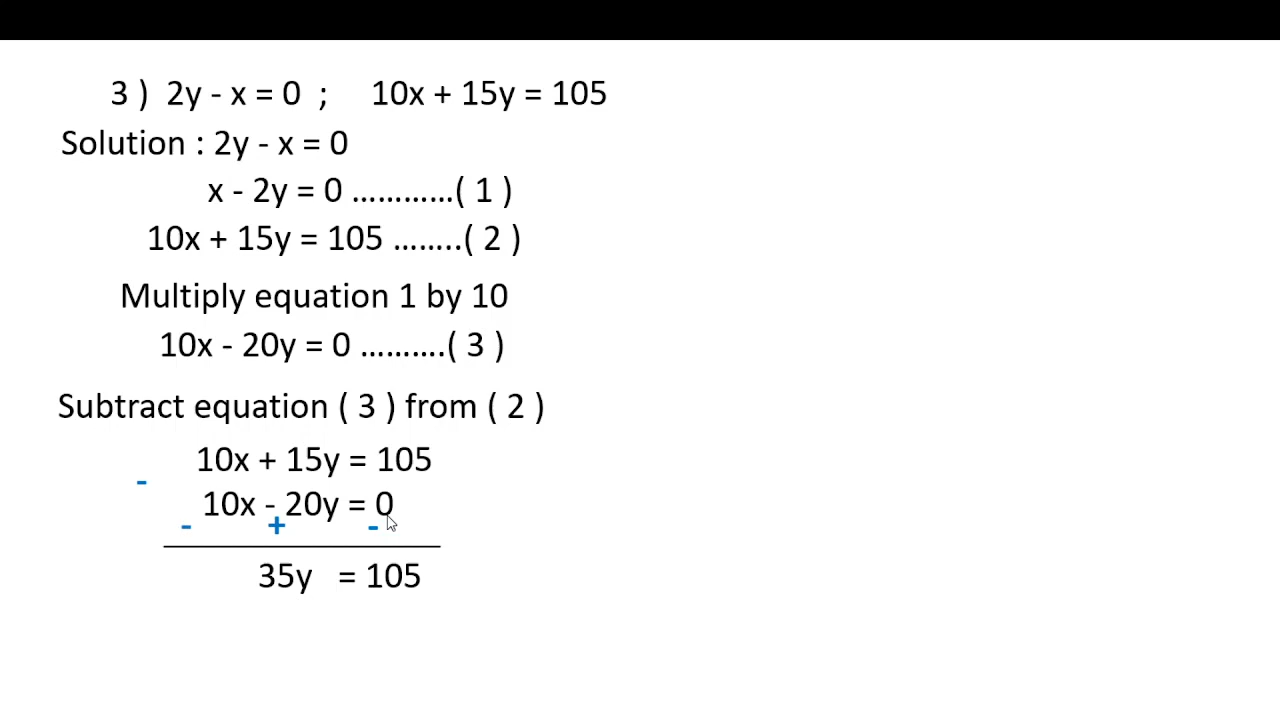 3 ) 2y - x = 0 ; 10x + 15y = 105
Solution : 2y - x = 0
x - 2y = 0 …………( 1 )
10x + 15y = 105 ……..( 2 )
Multiply equation 1 by 10
10x - 20y = 0 ……….( 3 )
Subtract equation ( 3 ) from ( 2 )
10x + 15y = 105
-
10x - 20y = 0
- + -
35y = 105